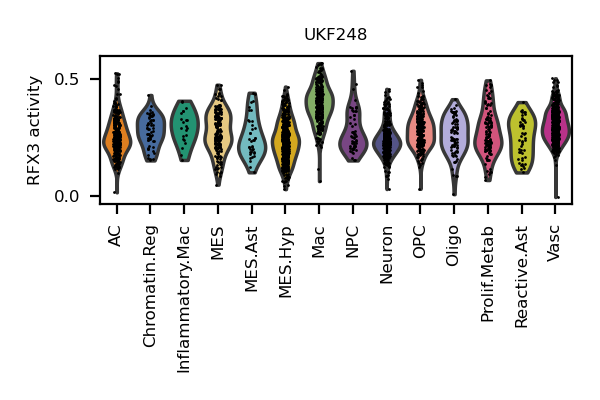 UKF248
RFX3 activity
0.5
0.0
AC
Chromatin.Reg
Inflammatory.Mac
MES
MES.Ast
MES.Hyp
Mac
NPC
Neuron
OPC
Oligo
Prolif.Metab
Reactive.Ast
Vasc